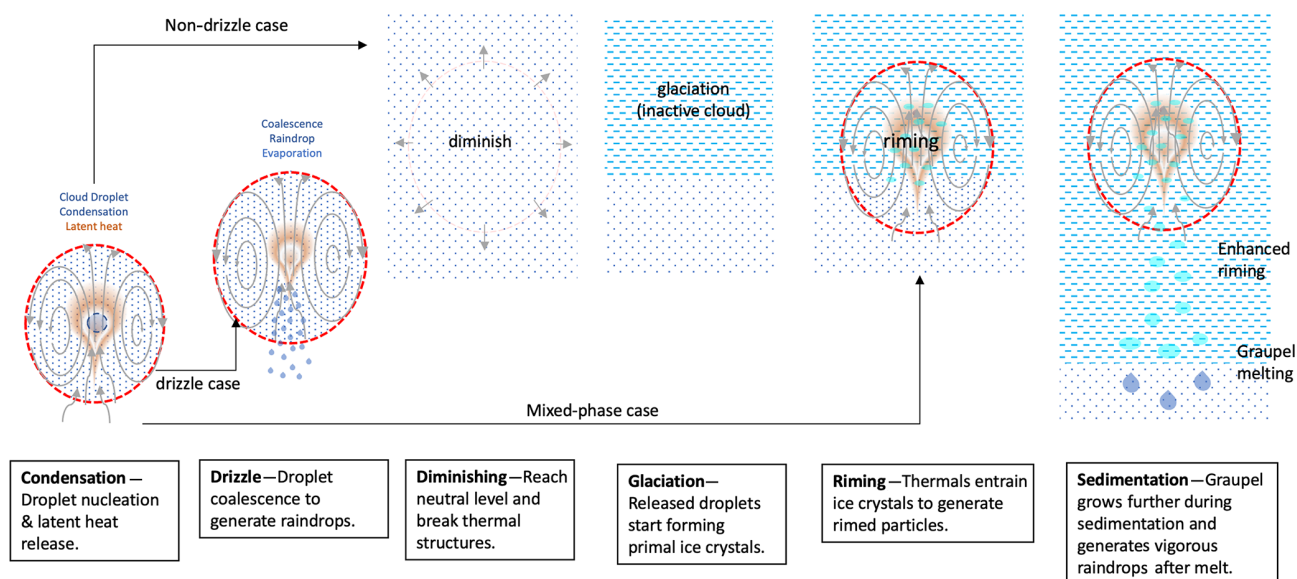 Non-drizzle case
Cloud Droplet
Condensation
Latent heat
Coalescence
Raindrop
Evaporation
diminish
glaciation
(inactive cloud)
riming
Enhanced
riming
Graupel
melting
drizzle case
Mixed-phase case
Condensation—
Droplet nucleation
& latent heat
release.
Drizzle—Droplet
coalescence to
generate raindrops.
Diminishing—Reach
neutral level and
break thermal
structures.
Glaciation—
Released droplets
start forming
primal ice crystals.
Riming—Thermals entrain
ice crystals to generate
rimed particles.
Sedimentation—Graupel
grows further during
sedimentation and
generates vigorous
raindrops after melt.